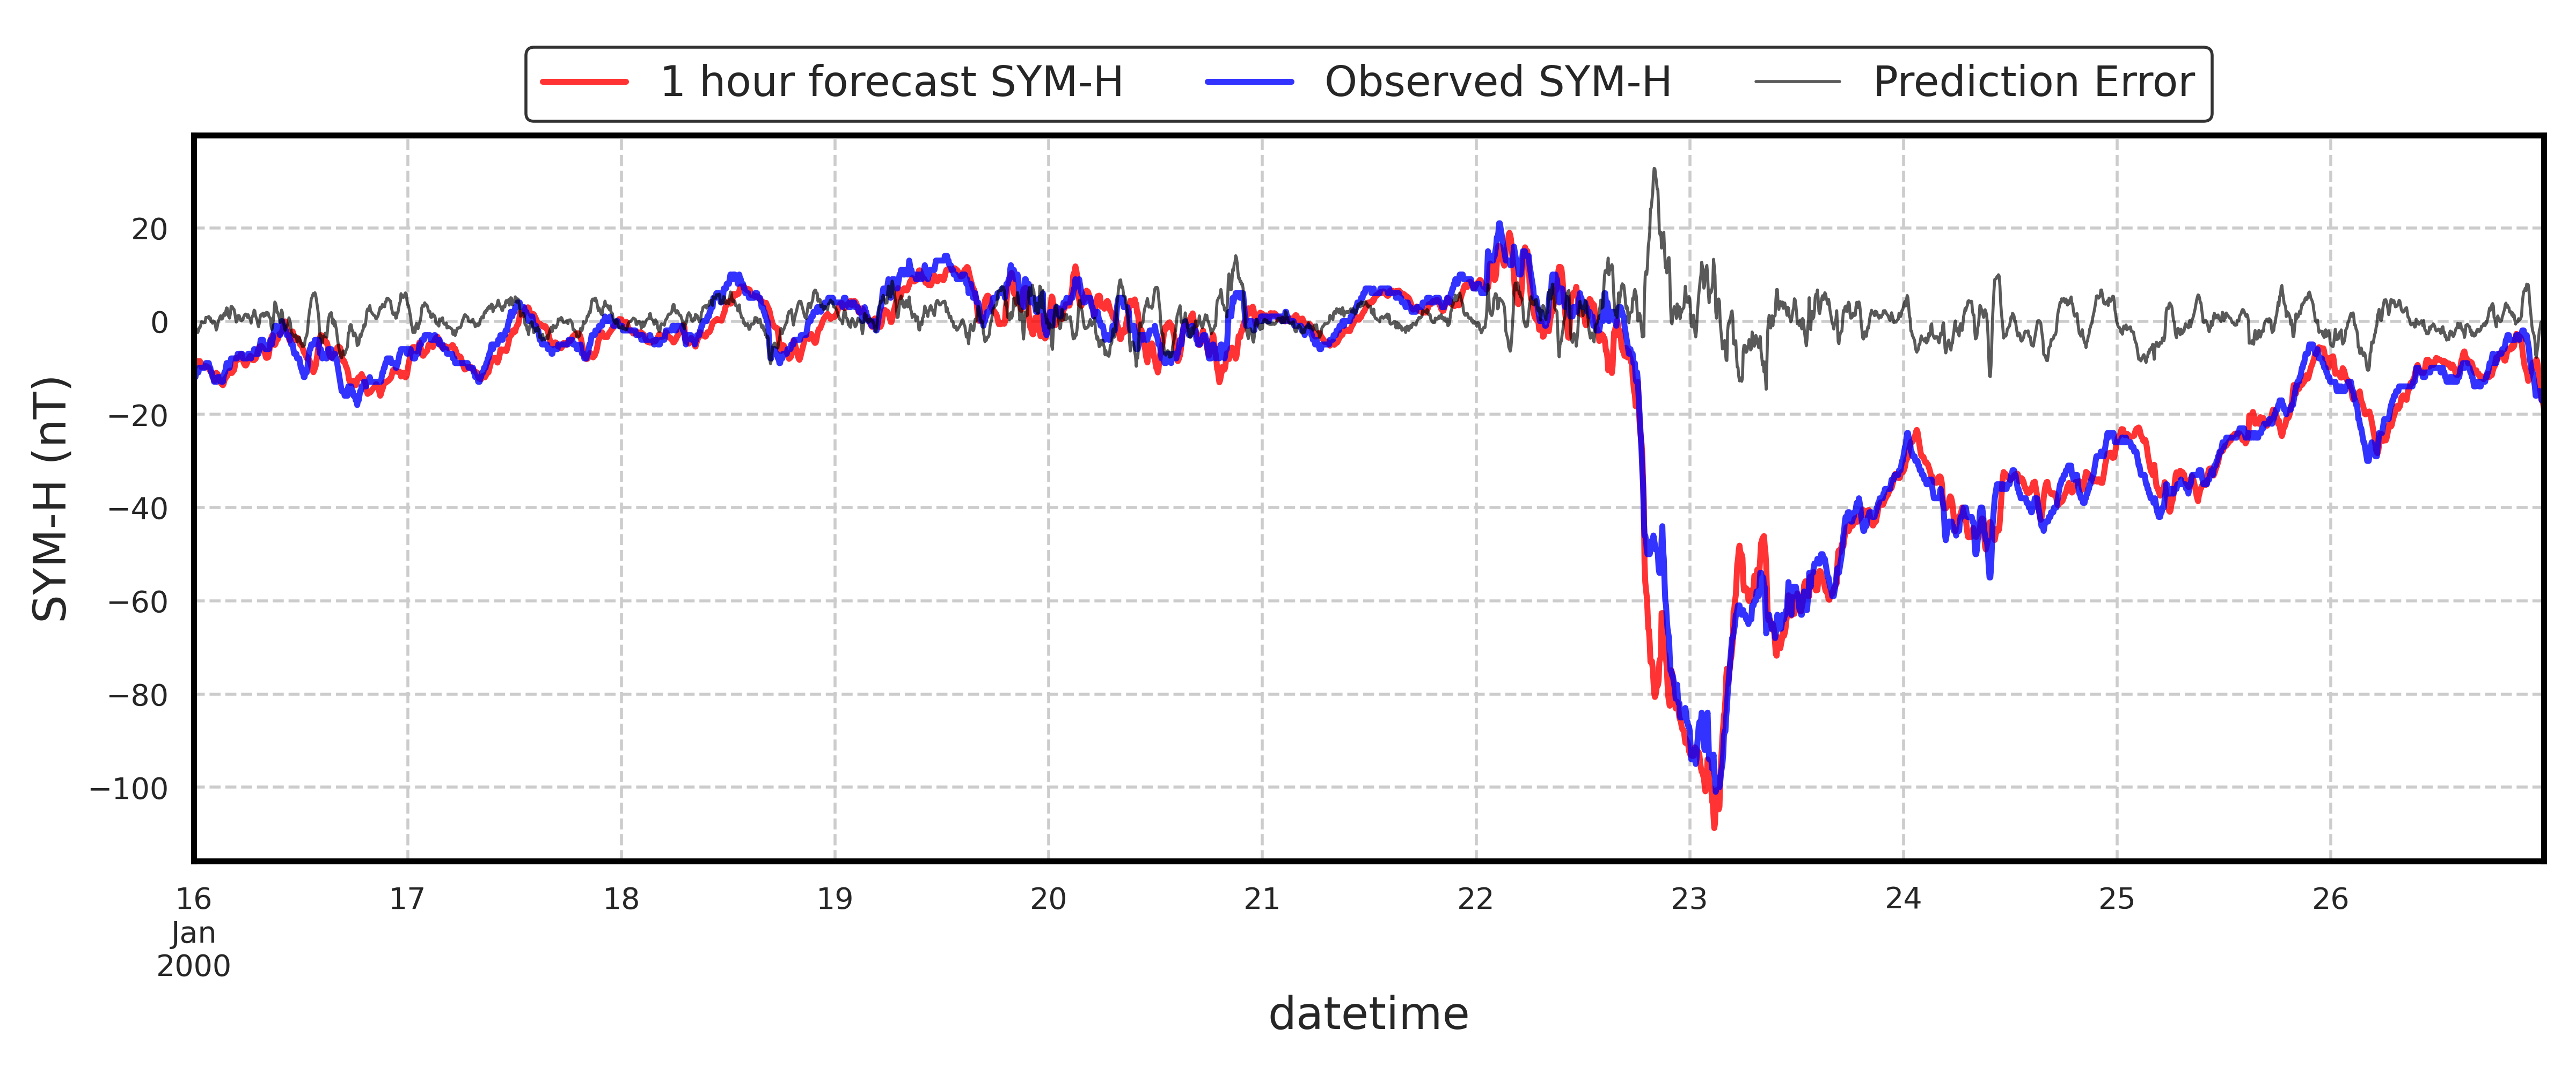 1 hour forecast SYM-H Observed SYM-H Prediction Error
SYM-H (nT)
20
0
−20
−40
−60
−80
−100
16 17 18 19 20 21 22 23 24 25 26
Jan
2000
datetime